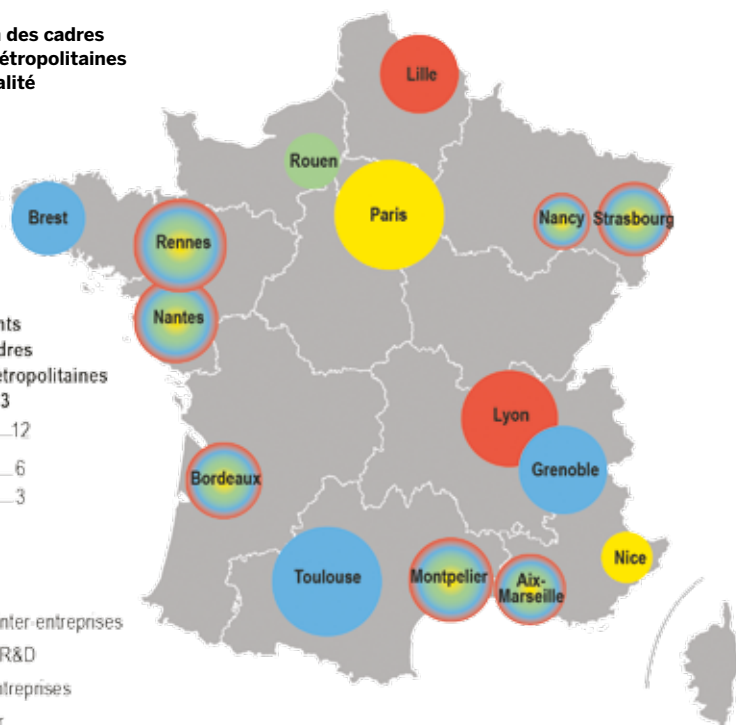 des cadres
étropolitaines
alité
Lille
Rouen
Paris
Brest
Rennes
Nancy
Strasbourg
Nantes
nts
dres
étropolitaines
3
12
6
3
Lyon
Grenoble
Bordeaux
Nice
Toulouse
Montpelier
Aix-
Marseille
nter-entreprises
R&D
ntreprises